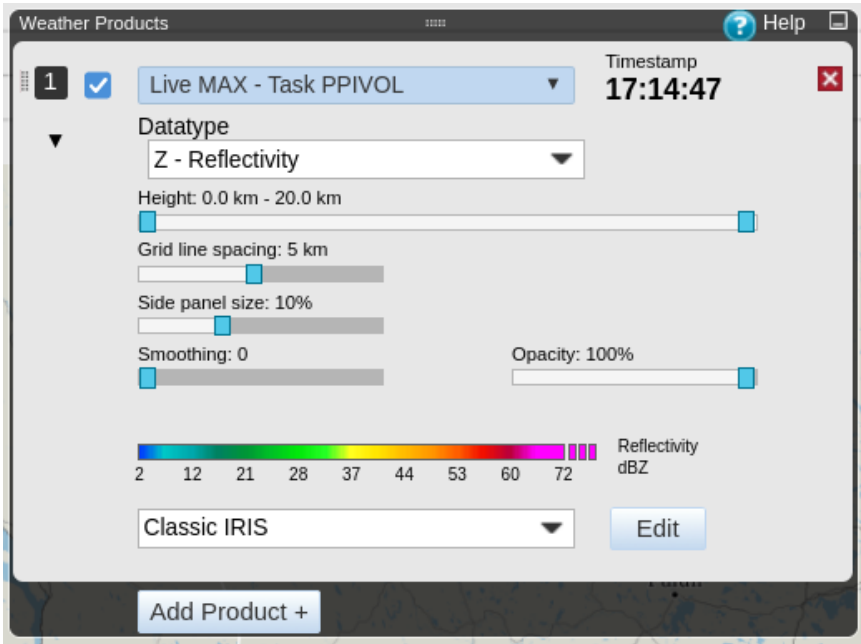 Weather Products
? Help
1
Live MAX - Task PPIVOL
Timestamp
17:14:47
Datatype
Z - Reflectivity
Height: 0.0 km - 20.0 km
Grid line spacing: 5 km
Side panel size: 10%
Smoothing: 0
Opacity: 100%
2 12 21 28 37 44 53 60 72
Reflectivity
dBZ
Classic IRIS
Edit
Add Product +